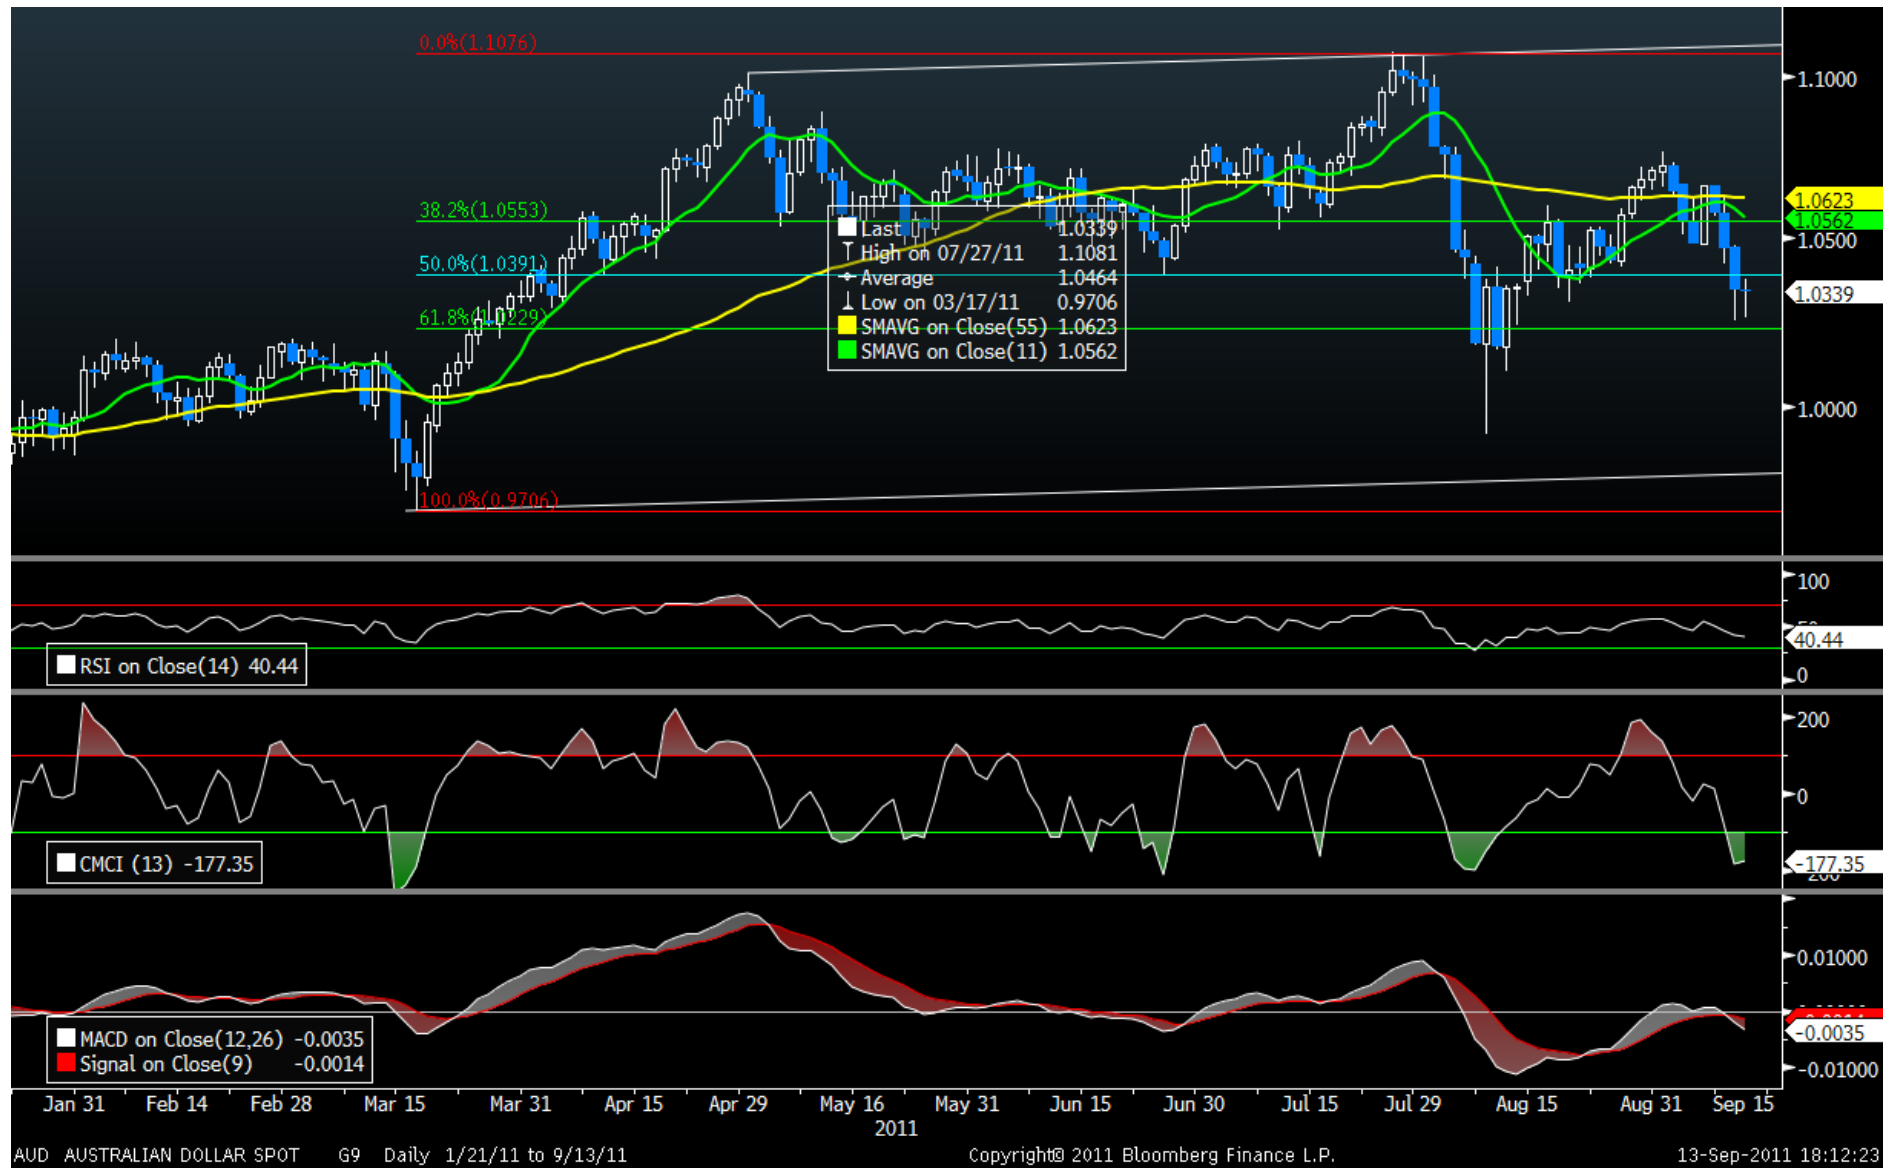 0.0%(1.1076)
1.1000
38.2%(1.0553)
1.0623
1.0562
1.0500
50.0%(1.0391)
1.0339
61.8%(1.0229)
1.0000
100.0%(0.9706)
Last 1.0339
High on 07/27/11 1.1081
Average 1.0464
Low on 03/17/11 0.9706
SMAVG on Close(55) 1.0623
SMAVG on Close(11) 1.0562
100
40.44
0
RSI on Close(14) 40.44
200
0
-177.35
CMCI (13) -177.35
0.01000
-0.0035
-0.01000
MACD on Close(12,26) -0.0035
Signal on Close(9) -0.0014
Jan 31 Feb 14 Feb 28 Mar 15 Mar 31 Apr 15 Apr 29 May 16 May 31 Jun 15 Jun 30 Jul 15 Jul 29 Aug 15 Aug 31 Sep 15
2011
AUD AUSTRALIAN DOLLAR SPOT G9 Daily 1/21/11 to 9/13/11 Copyright© 2011 Bloomberg Finance L.P. 13-Sep-2011 18:12:23